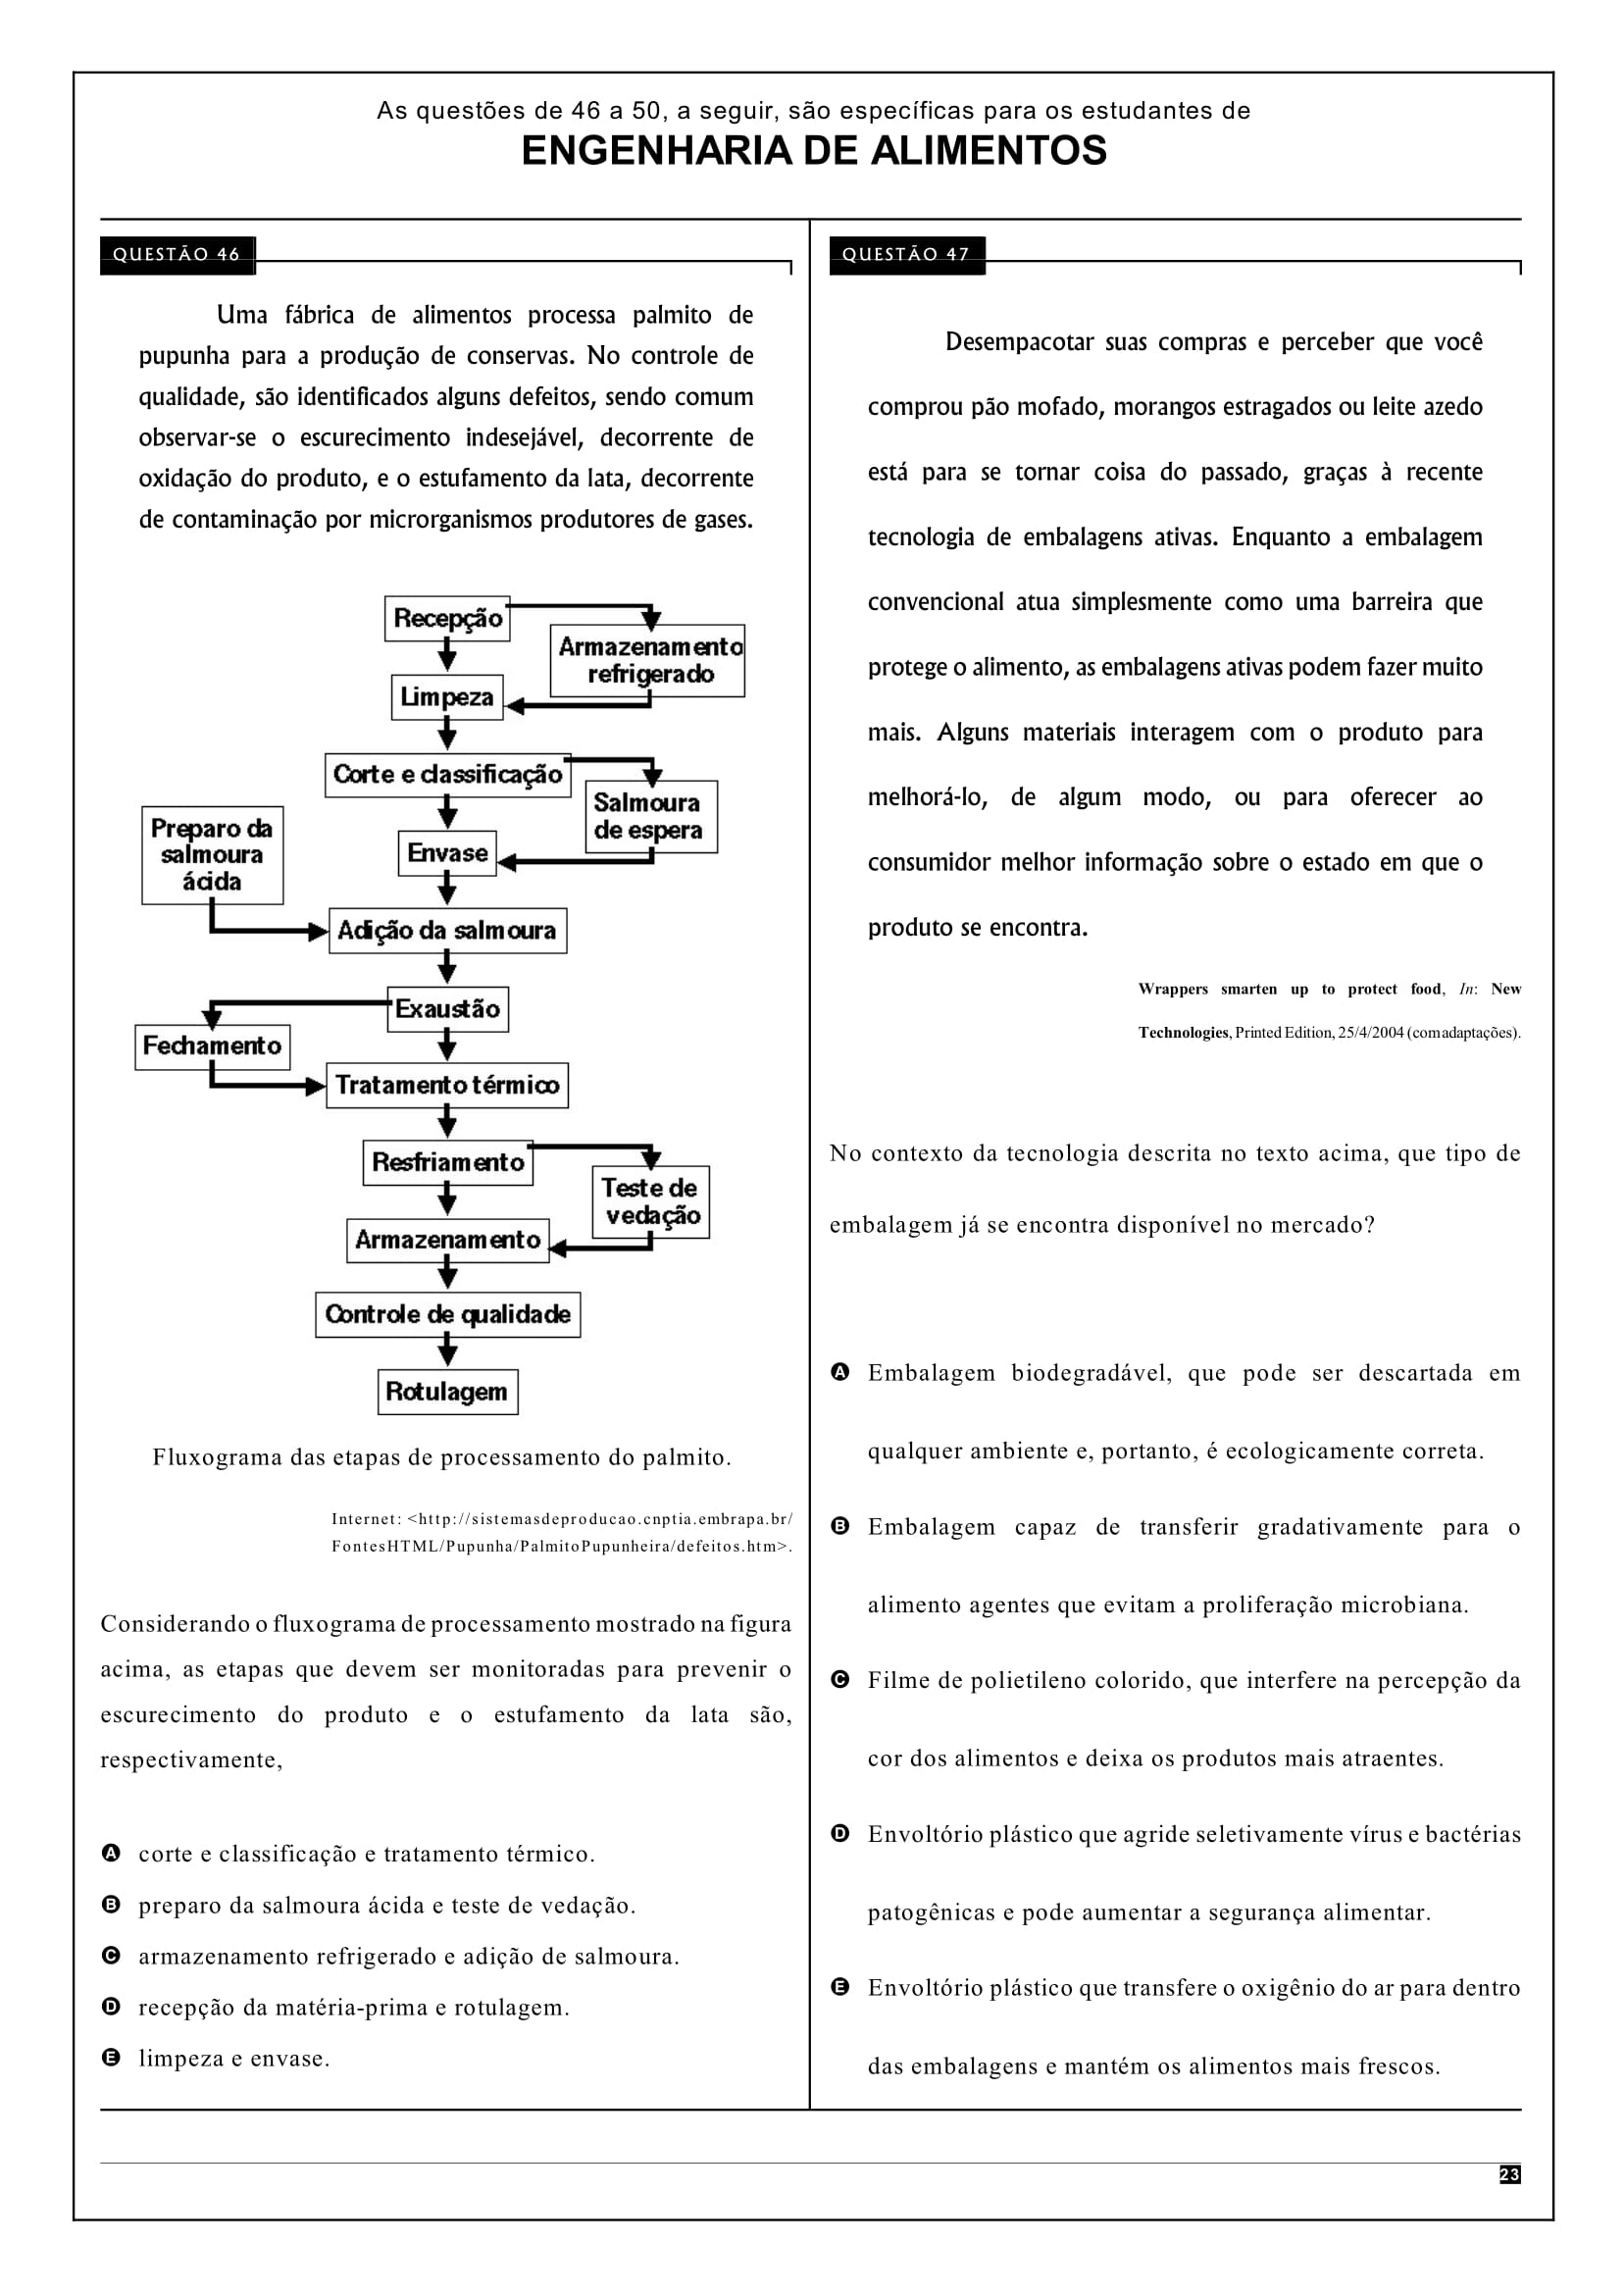 As questões de 46 a 50, a seguir, são específicas para os estudantes de
ENGENHARIA DE ALIMENTOS
QUESTÃO 46
Uma fábrica de alimentos processa palmito de
pupunha para a produção de conservas. No controle de
qualidade, são identificados alguns defeitos, sendo comum
observar-se o escurecimento indesejável, decorrente de
oxidação do produto, e o estufamento da lata, decorrente
de contaminação por microrganismos produtores de gases.
Recepção
Armazenamento
refrigerado
Limpeza
Corte e classificação
Salmoura
de espera
Preparo da
salmoura
ácida
Envase
Adição da salmoura
Exaustão
Fechamento
Tratamento térmico
Resfriamento
Teste de
vedação
Armazenamento
Controle de qualidade
Rotulagem
Fluxograma das etapas de processamento do palmito.
Internet: <http://sistemasdeproducao.cnptia.embrapa.br/
FontesHTML/Pupunha/PalmitoPupunheira/defeitos.htm>.
Considerando o fluxograma de processamento mostrado na figura
acima, as etapas que devem ser monitoradas para prevenir o
escurecimento do produto e o estufamento da lata são,
respectivamente,
A corte e classificação e tratamento térmico.
B preparo da salmoura ácida e teste de vedação.
C armazenamento refrigerado e adição de salmoura.
D recepção da matéria-prima e rotulagem.
E limpeza e envase.
QUESTÃO 47
Desempacotar suas compras e perceber que você
comprou pão mofado, morangos estragados ou leite azedo
está para se tornar coisa do passado, graças à recente
tecnologia de embalagens ativas. Enquanto a embalagem
convencional atua simplesmente como uma barreira que
protege o alimento, as embalagens ativas podem fazer muito
mais. Alguns materiais interagem com o produto para
melhorá-lo, de algum modo, ou para oferecer ao
consumidor melhor informação sobre o estado em que o
produto se encontra.
Wrappers smarten up to protect food, In: New
Technologies, Printed Edition, 25/4/2004 (com adaptações).
No contexto da tecnologia descrita no texto acima, que tipo de
embalagem já se encontra disponível no mercado?
A Embalagem biodegradável, que pode ser descartada em
qualquer ambiente e, portanto, é ecologicamente correta.
B Embalagem capaz de transferir gradativamente para o
alimento agentes que evitam a proliferação microbiana.
C Filme de polietileno colorido, que interfere na percepção da
cor dos alimentos e deixa os produtos mais atraentes.
D Envoltório plástico que agride seletivamente vírus e bactérias
patogênicas e pode aumentar a segurança alimentar.
E Envoltório plástico que transfere o oxigênio do ar para dentro
das embalagens e mantém os alimentos mais frescos.
23